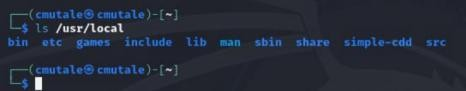 ┌──(cmutale㉿cmutale)-[~]
└─$ ls /usr/local
bin etc games include lib man sbin share simple-cdd src
┌──(cmutale㉿cmutale)-[~]
└─$